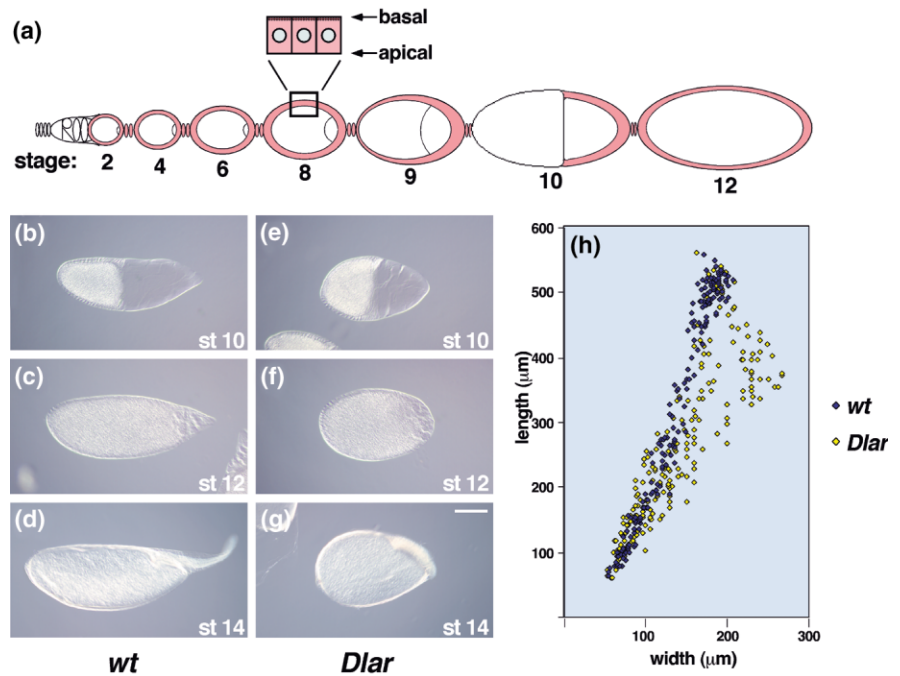 (a)
basal
apical
stage: 2 4 6 8 9 10 12
(b)
st 10
(c)
st 12
(d)
st 14
wt
(e)
st 10
(f)
st 12
(g)
st 14
Dlar
(h)
600
500
400
300
200
100
length (μm)
100 200 300
width (μm)
wt
Dlar